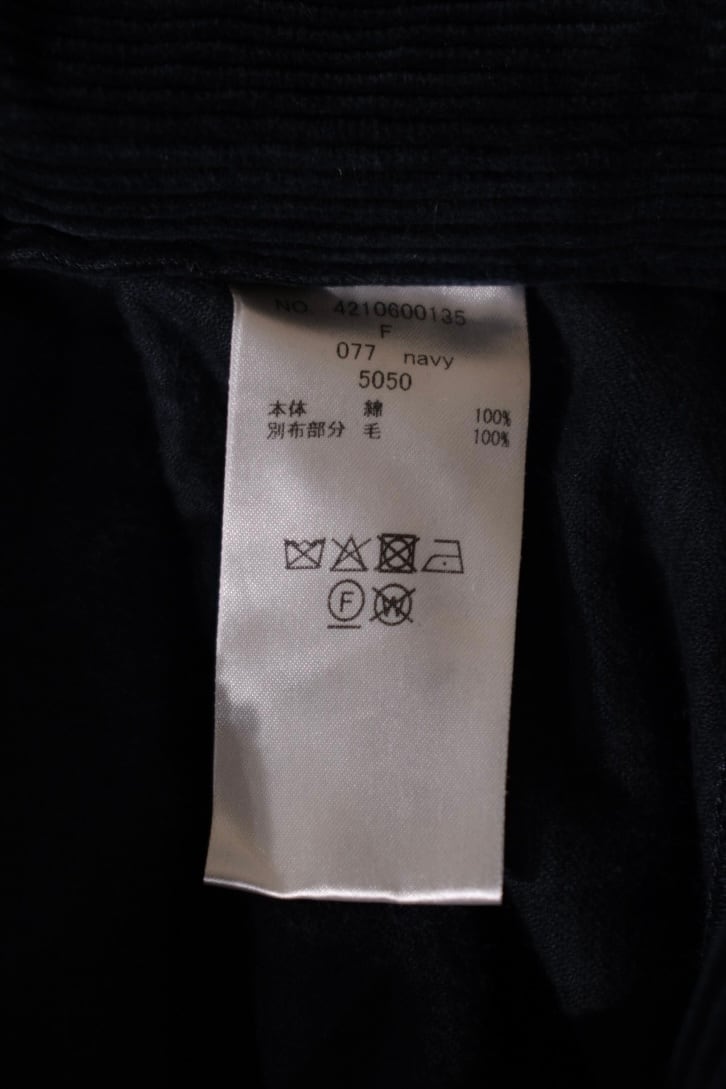 NO. 4210600135
F
077 navy
5050
本体 綿 100%
別布部分 毛 100%
F W